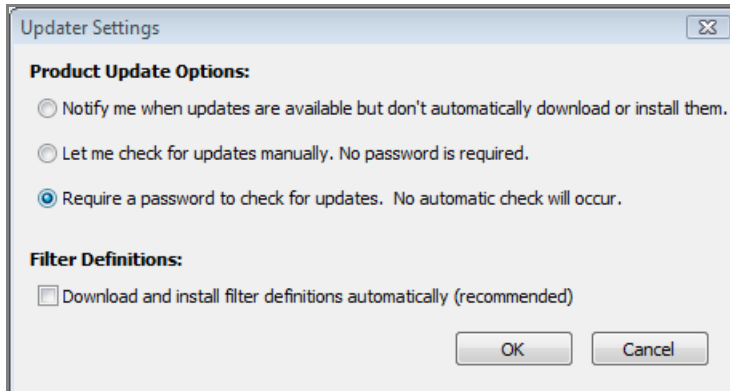 Updater Settings
Product Update Options:
Notify me when updates are available but don't automatically download or install them.
Let me check for updates manually. No password is required.
Require a password to check for updates.  No automatic check will occur.
Filter Definitions:
Download and install filter definitions automatically (recommended)
OK Cancel